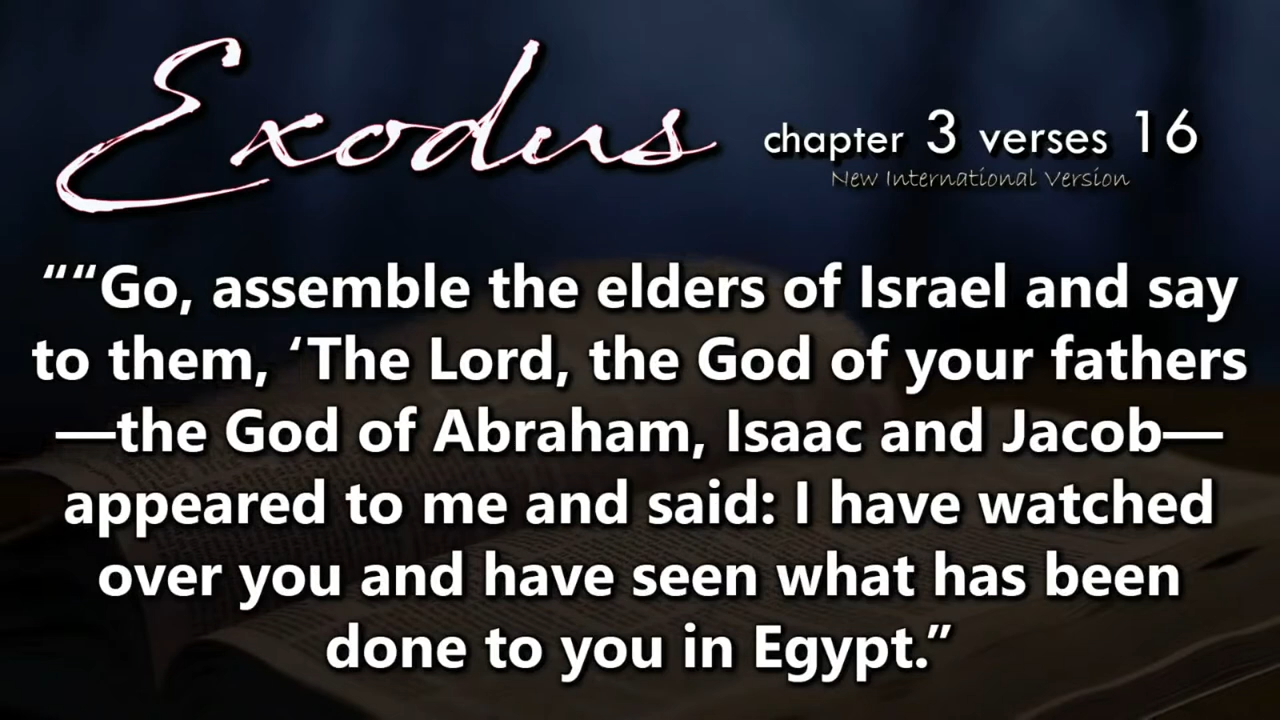 Exodus chapter 3 verses 16
New International Version
““Go, assemble the elders of Israel and say
to them, ‘The Lord, the God of your fathers
—the God of Abraham, Isaac and Jacob—
appeared to me and said: I have watched
over you and have seen what has been
done to you in Egypt.”